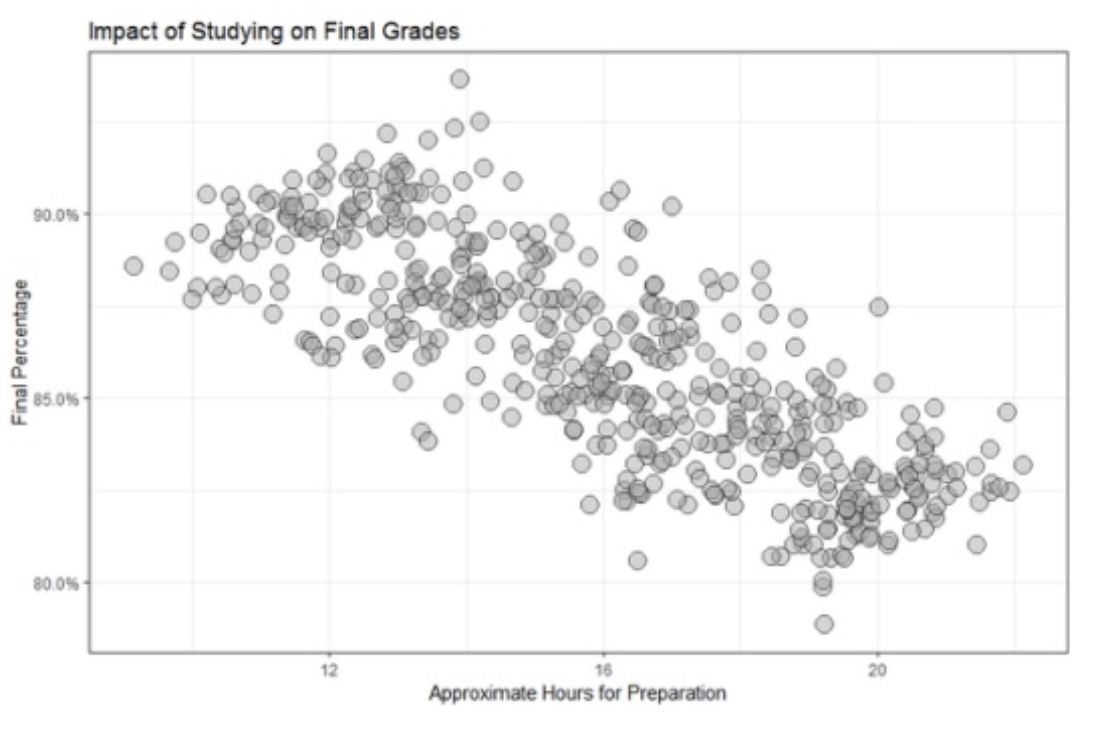 Impact of Studying on Final Grades
90.0%
85.0%
80.0%
Final Percentage
12 16 20
Approximate Hours for Preparation